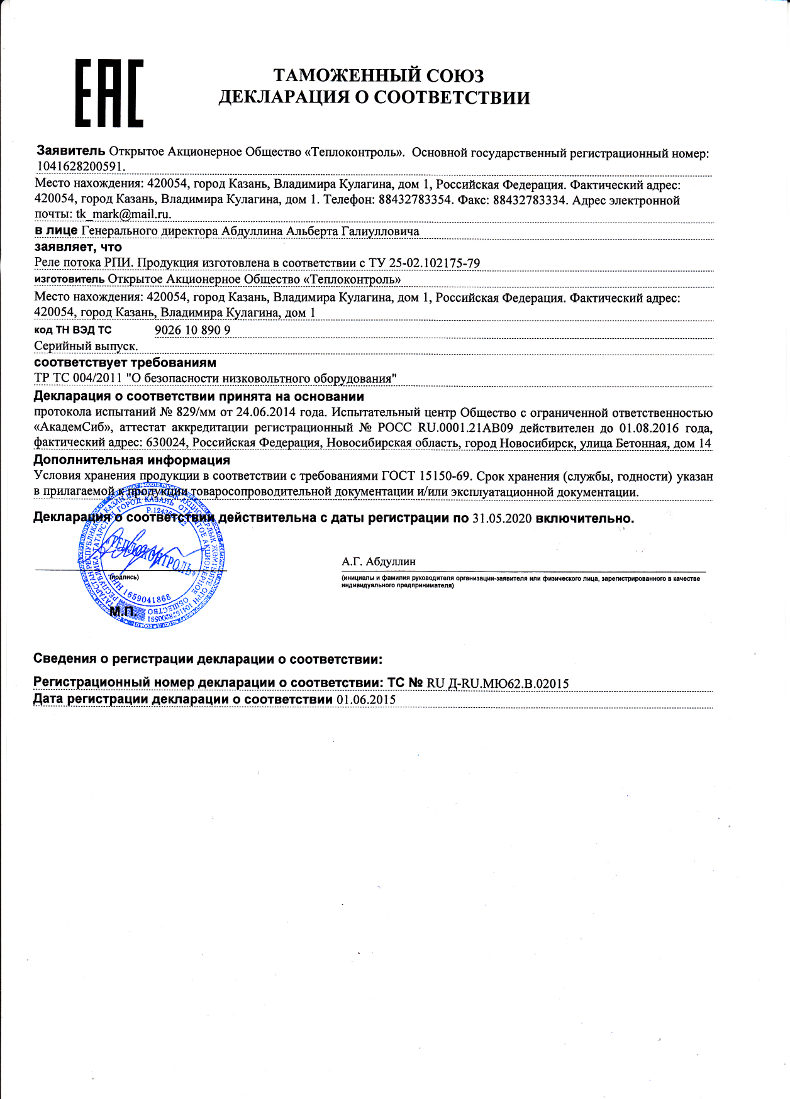 EAC
ТАМОЖЕННЫЙ СОЮЗ
ДЕКЛАРАЦИЯ О СООТВЕТСТВИИ
Заявитель Открытое Акционерное Общество «Теплоконтроль». Основной государственный регистрационный номер:
1041628200591.
Место нахождения: 420054, город Казань, Владимира Кулагина, дом 1, Российская Федерация. Фактический адрес:
420054, город Казань, Владимира Кулагина, дом 1. Телефон: 88432783354. Факс: 88432783334. Адрес электронной
почты: tk_mark@mail.ru.
в лице Генерального директора Абдуллина Альберта Галиулловича
заявляет, что
Реле потока РПИ. Продукция изготовлена в соответствии с ТУ 25-02.102175-79
изготовитель Открытое Акционерное Общество «Теплоконтроль»
Место нахождения: 420054, город Казань, Владимира Кулагина, дом 1, Российская Федерация. Фактический адрес:
420054, город Казань, Владимира Кулагина, дом 1
код ТН ВЭД ТС 9026 10 890 9
Серийный выпуск.
соответствует требованиям
ТР ТС 004/2011 "О безопасности низковольтного оборудования"
Декларация о соответствии принята на основании
протокола испытаний № 829/мм от 24.06.2014 года. Испытательный центр Общество с ограниченной ответственностью
«АкадемСиб», аттестат аккредитации регистрационный № РОСС RU.0001.21АВ09 действителен до 01.08.2016 года,
фактический адрес: 630024, Российская Федерация, Новосибирская область, город Новосибирск, улица Бетонная, дом 14
Дополнительная информация
Условия хранения продукции в соответствии с требованиями ГОСТ 15150-69. Срок хранения (службы, годности) указан
в прилагаемой к продукции товаросопроводительной документации и/или эксплуатационной документации.
Декларация о соответствии действительна с даты регистрации по 31.05.2020 включительно.
А.Г. Абдуллин
(подпись)
(инициалы и фамилия руководителя организации-заявителя или физического лица, зарегистрированного в качестве
индивидуального предпринимателя)
М.П.
ТЕПЛОКОНТРОЛЬ
ИНН 1659041868
Сведения о регистрации декларации о соответствии:
Регистрационный номер декларации о соответствии: ТС № RU Д-RU.МЮ62.В.02015
Дата регистрации декларации о соответствии 01.06.2015